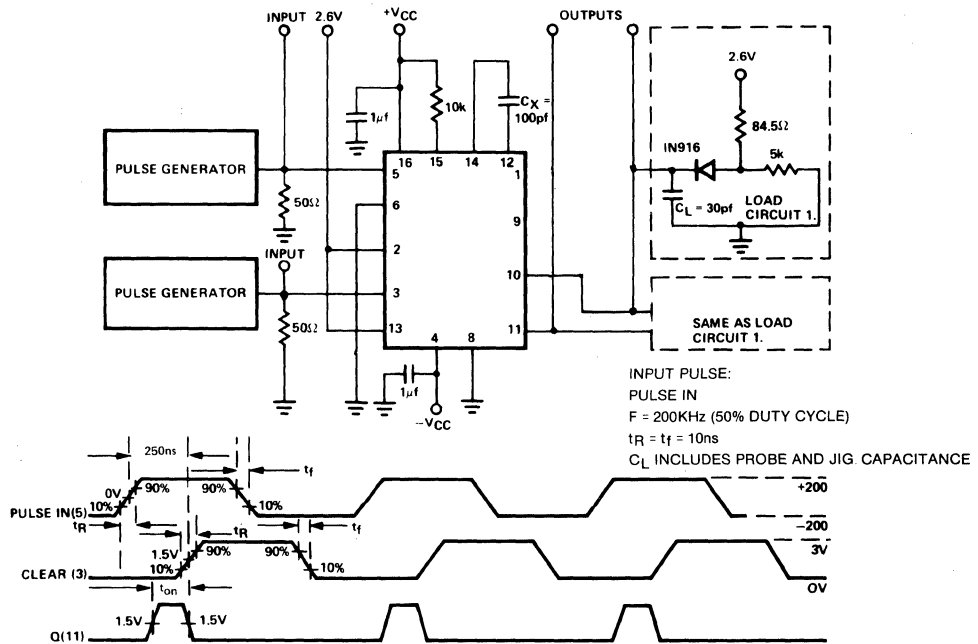 INPUT 2.6V +VCC OUTPUTS
2.6V
1µf
10k
CX =
100pf
84.5Ω
IN916
5k
CL = 30pf
LOAD
CIRCUIT 1.
PULSE GENERATOR
50Ω
16 15 14 12
5 1
6
9
2
INPUT
10
PULSE GENERATOR
3
50Ω
13 11
4 8
SAME AS LOAD
CIRCUIT 1.
1µf
−VCC
INPUT PULSE:
PULSE IN
F = 200KHz (50% DUTY CYCLE)
tR = tf = 10ns
CL INCLUDES PROBE AND JIG. CAPACITANCE
250ns
tf
0V
10% 90% 90% 10%
PULSE IN(5)
+200
−200
tR
tR
tf
1.5V
10% 90% 90% 10%
CLEAR (3)
3V
0V
ton
1.5V 1.5V
Q(11)